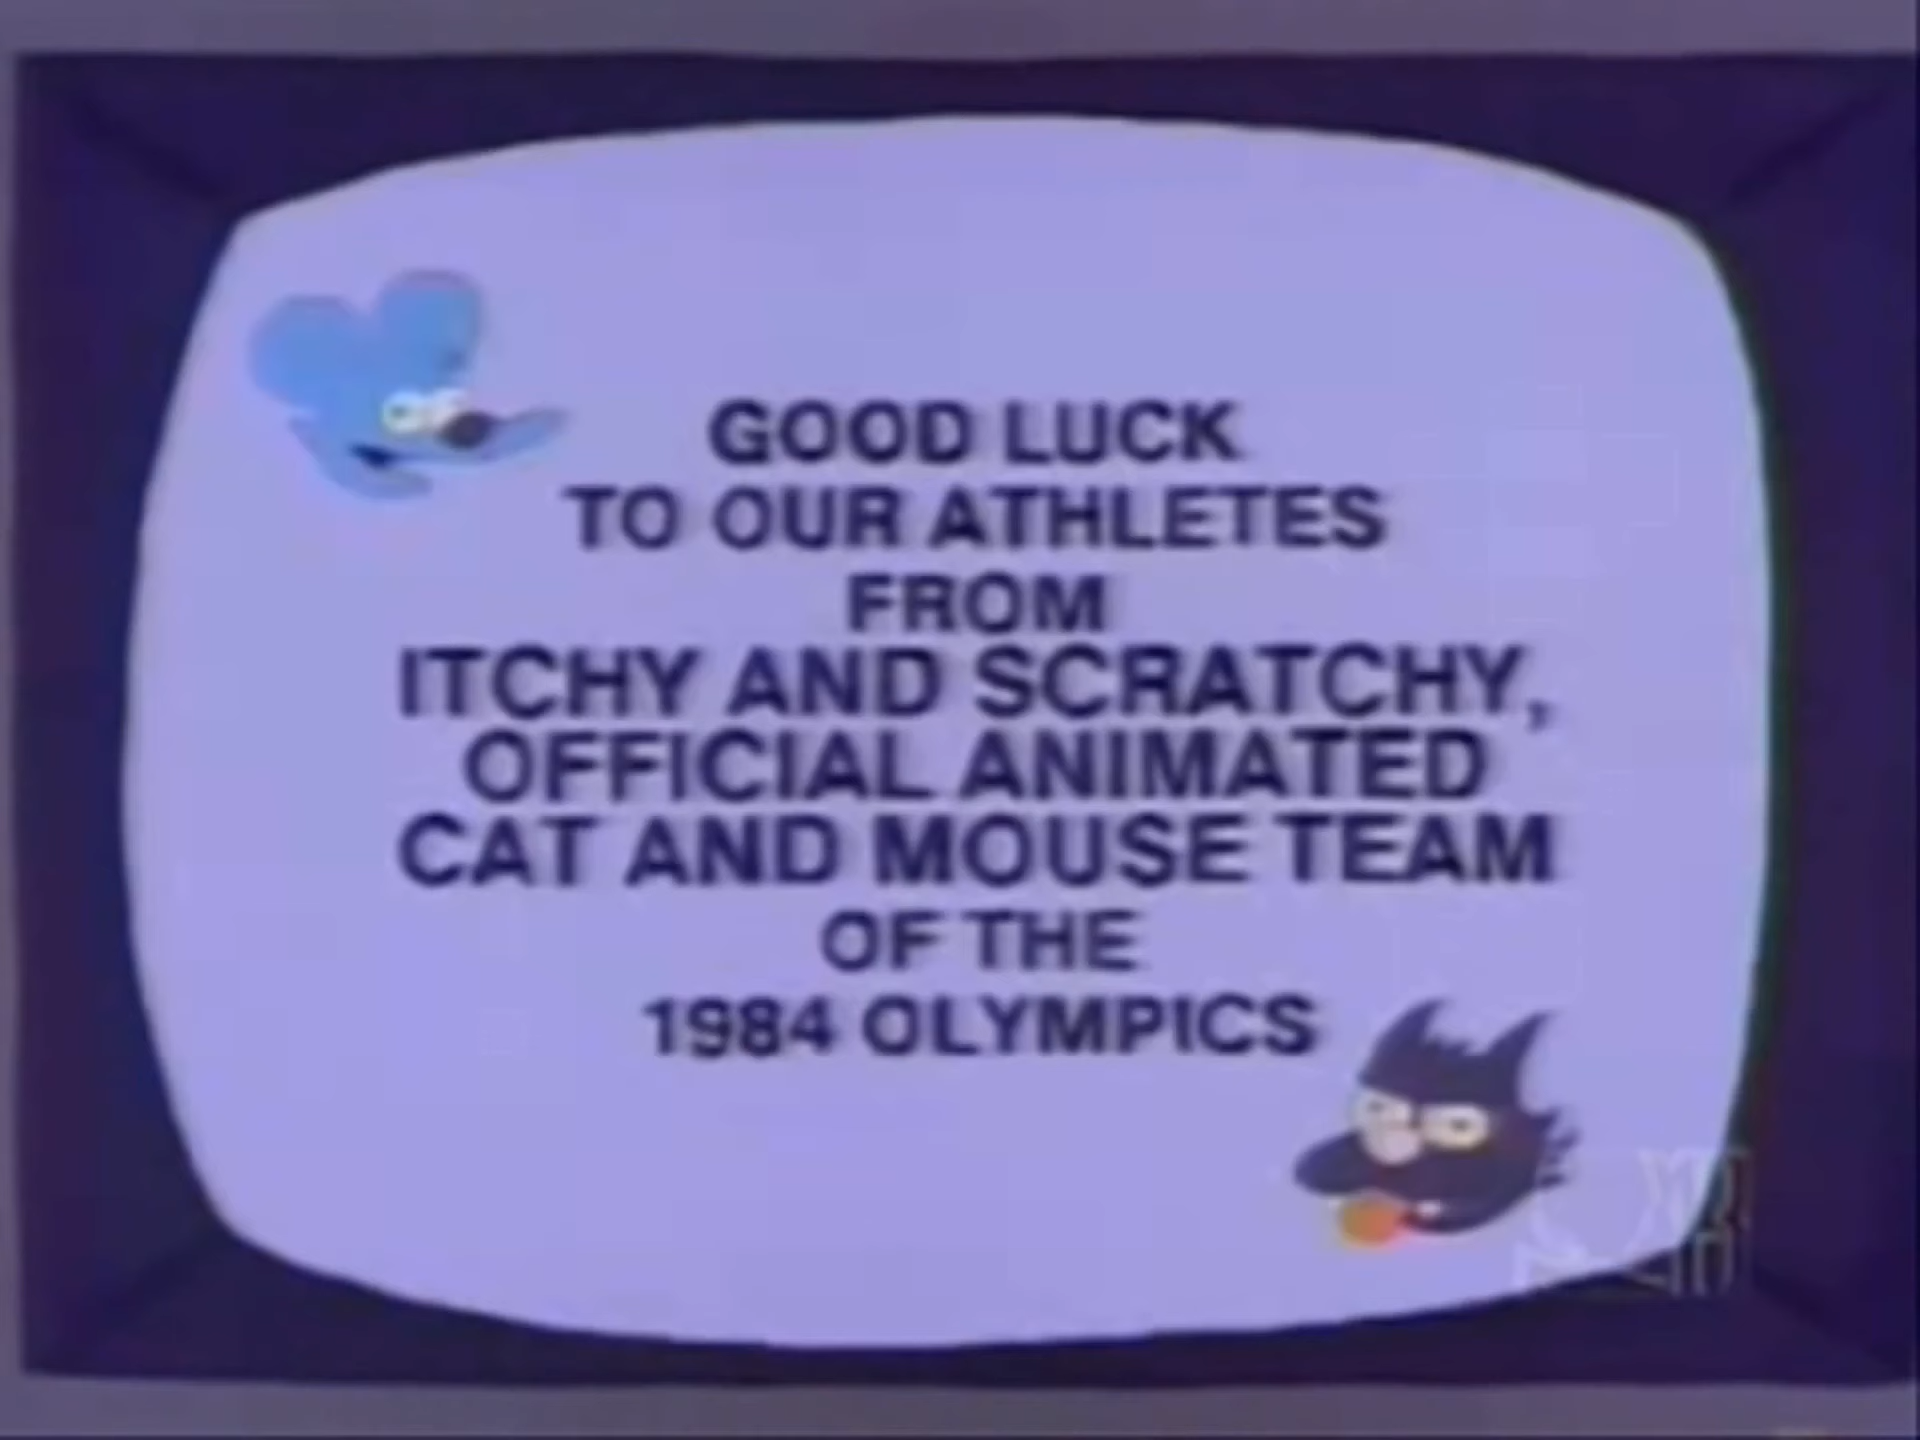 GOOD LUCK
TO OUR ATHLETES
FROM
ITCHY AND SCRATCHY,
OFFICIAL ANIMATED
CAT AND MOUSE TEAM
OF THE
1984 OLYMPICS